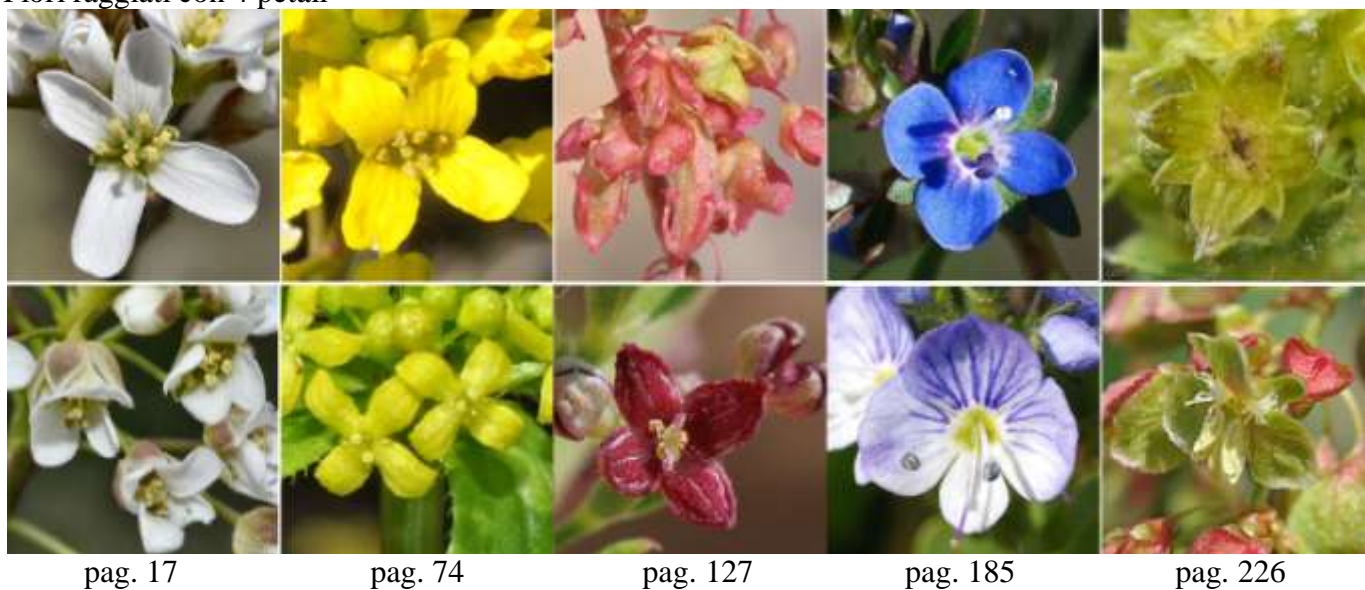 Fiori raggiati con 4 petali
pag. 17 pag. 74 pag. 127 pag. 185 pag. 226